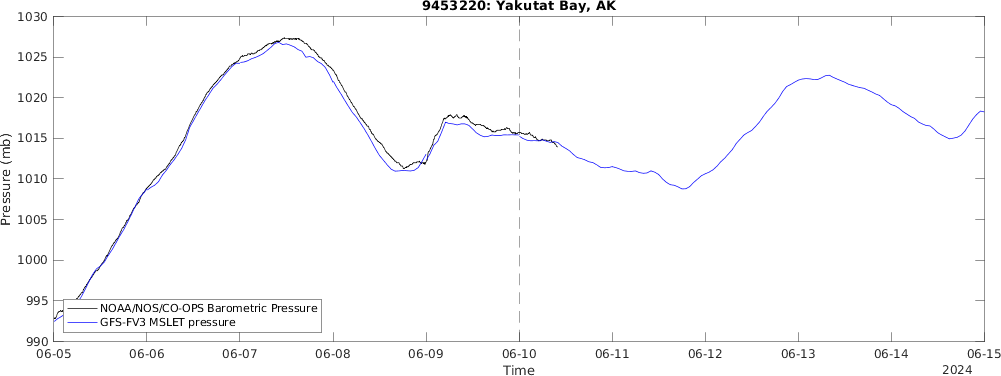 9453220: Yakutat Bay, AK
Pressure (mb)
1030
1025
1020
1015
1010
1005
1000
995
990
NOAA/NOS/CO-OPS Barometric Pressure
GFS-FV3 MSLET pressure
06-05 06-06 06-07 06-08 06-09 06-10 06-11 06-12 06-13 06-14 06-15
Time
2024